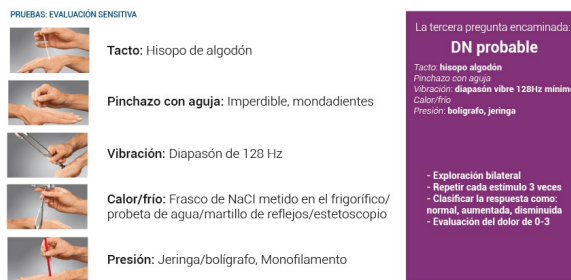 PRUEBAS: EVALUACIÓN SENSITIVA
Tacto: Hisopo de algodón
Pinchazo con aguja: Imperdible, mondadientes
Vibración: Diapasón de 128 Hz
Calor/frío: Frasco de NaCl metido en el frigorífico/
probeta de agua/martillo de reflejos/estetoscopio
Presión: Jeringa/bolígrafo, Monofilamento
La tercera pregunta encaminada:
DN probable
Tacto: hisopo algodón
Pinchazo con aguja
Vibración: diapasón vibre 128Hz mínimo
Calor/frío
Presión: bolígrafo, jeringa
- Exploración bilateral
- Repetir cada estímulo 3 veces
- Clasificar la respuesta como:
normal, aumentada, disminuida
- Evaluación del dolor de 0-3